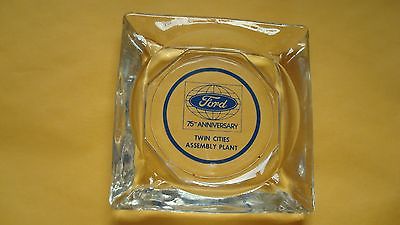 Ford
75TH ANNIVERSARY
TWIN CITIES
ASSEMBLY PLANT